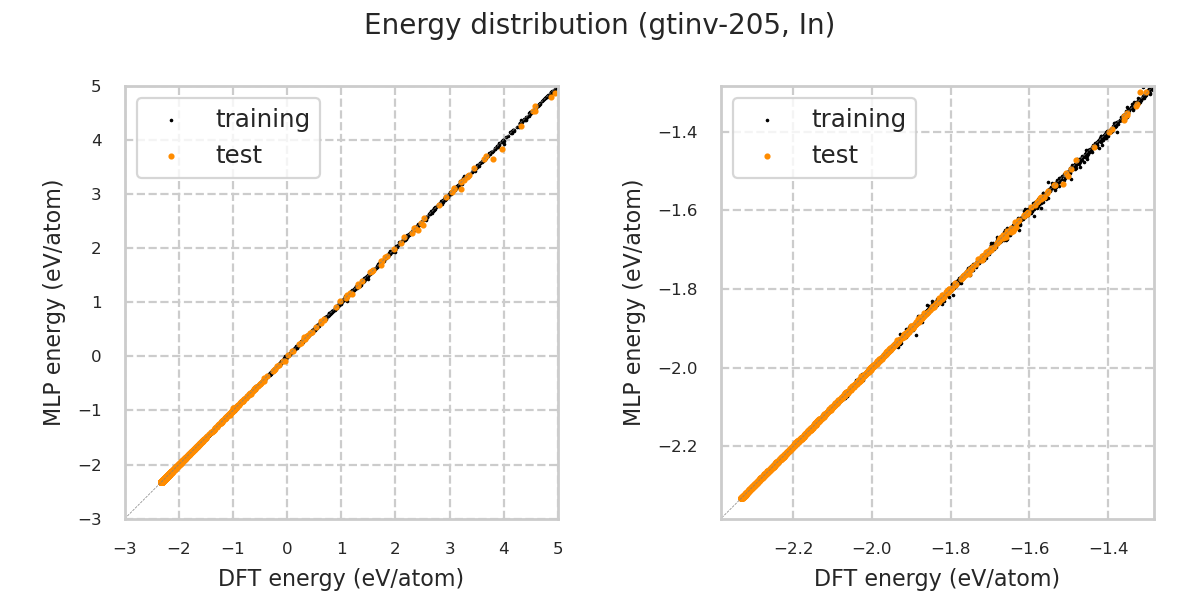 Energy distribution (gtinv-205, In)
training
test
5
4
3
2
1
0
−1
−2
−3
−3 −2 −1 0 1 2 3 4 5
MLP energy (eV/atom)
DFT energy (eV/atom)
training
test
−1.4
−1.6
−1.8
−2.0
−2.2
−2.2 −2.0 −1.8 −1.6 −1.4
MLP energy (eV/atom)
DFT energy (eV/atom)